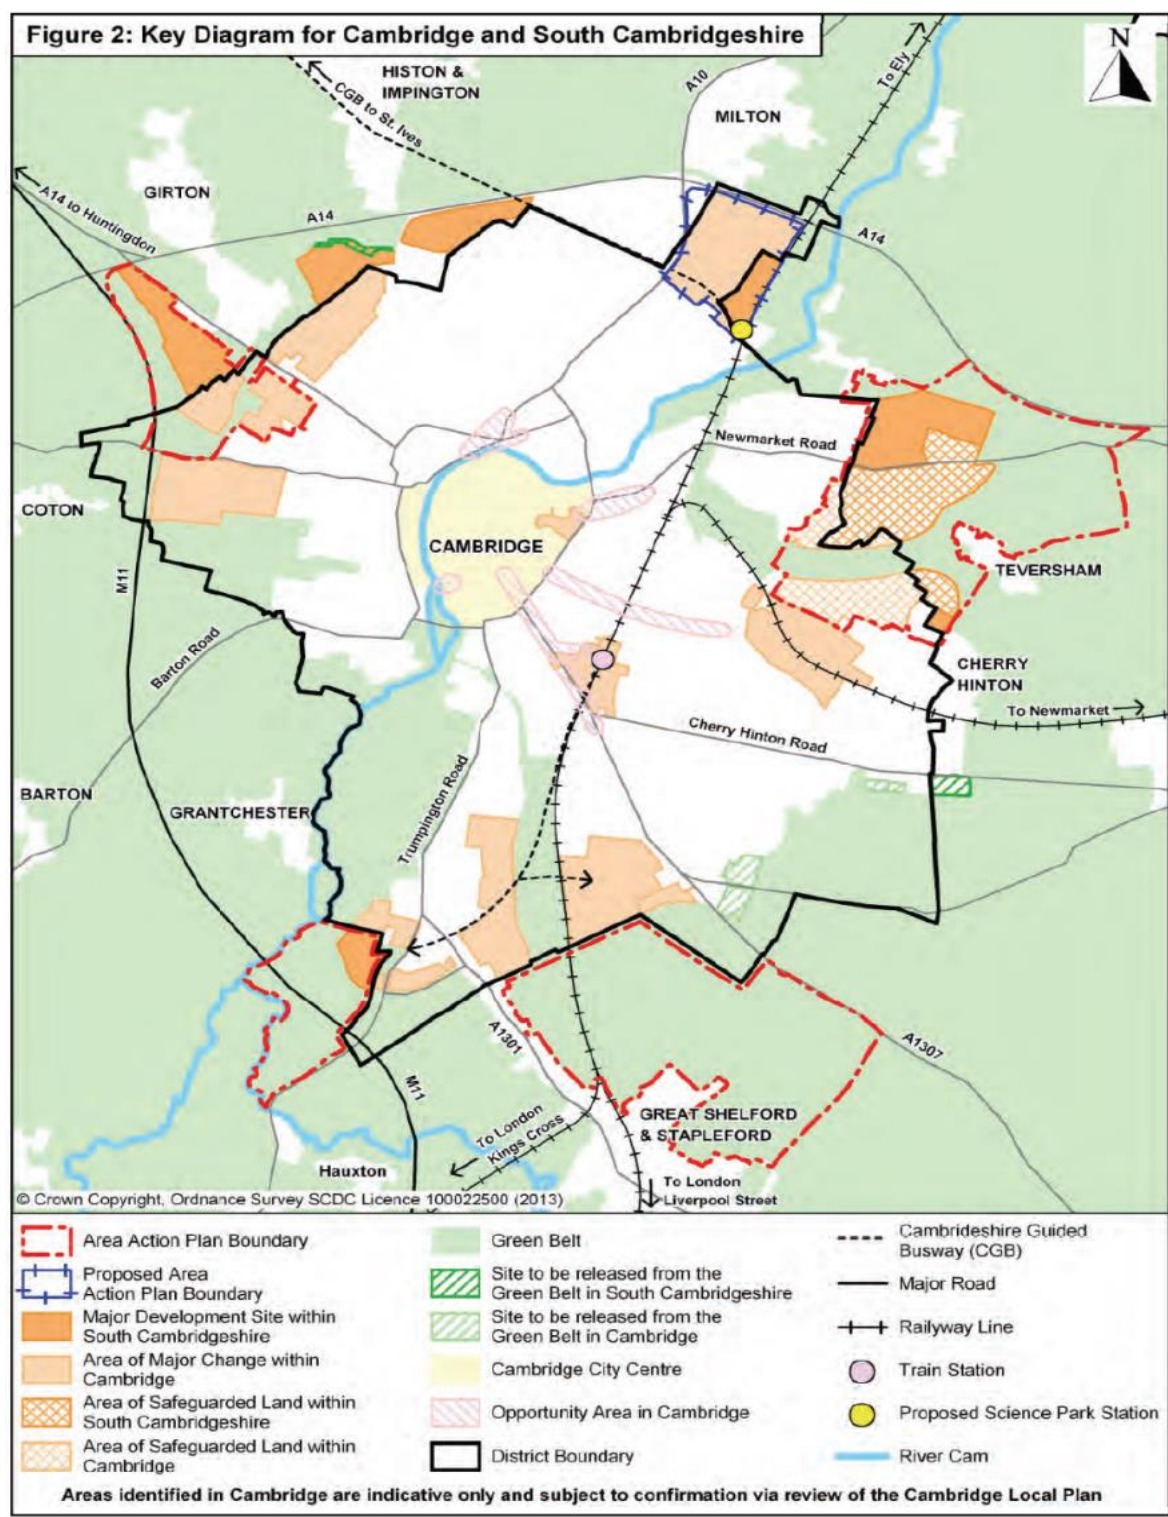 Figure 2: Key Diagram for Cambridge and South Cambridgeshire
N
HISTON &
IMPINGTON
CGB to St. Ives
A10
To Ely
MILTON
GIRTON
A14 to Huntingdon
A14
A14
Newmarket Road
COTON
CAMBRIDGE
M11
TEVERSHAM
Barton Road
CHERRY
HINTON
To Newmarket
Cherry Hinton Road
BARTON
GRANTCHESTER
Trumpington Road
A1301
A1307
M11
GREAT SHELFORD
& STAPLEFORD
To London
Kings Cross
Hauxton
To London
Liverpool Street
© Crown Copyright, Ordnance Survey SCDC Licence 100022500 (2013)
Area Action Plan Boundary
Proposed Area
Action Plan Boundary
Major Development Site within
South Cambridgeshire
Area of Major Change within
Cambridge
Area of Safeguarded Land within
South Cambridgeshire
Area of Safeguarded Land within
Cambridge
Green Belt
Site to be released from the
Green Belt in South Cambridgeshire
Site to be released from the
Green Belt in Cambridge
Cambridge City Centre
Opportunity Area in Cambridge
District Boundary
Cambrideshire Guided
Busway (CGB)
Major Road
Railyway Line
Train Station
Proposed Science Park Station
River Cam
Areas identified in Cambridge are indicative only and subject to confirmation via review of the Cambridge Local Plan